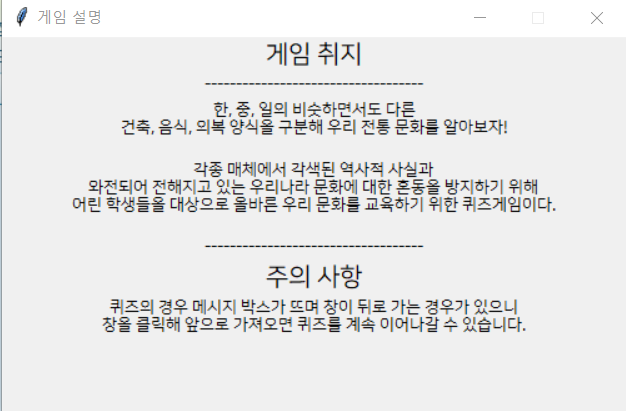 게임 설명
게임 취지
-----------------------------------
한, 중, 일의 비슷하면서도 다른
건축, 음식, 의복 양식을 구분해 우리 전통 문화를 알아보자!
각종 매체에서 각색된 역사적 사실과
와전되어 전해지고 있는 우리나라 문화에 대한 혼동을 방지하기 위해
어린 학생들을 대상으로 올바른 우리 문화를 교육하기 위한 퀴즈게임이다.
-----------------------------------
주의 사항
퀴즈의 경우 메시지 박스가 뜨며 창이 뒤로 가는 경우가 있으니
창을 클릭해 앞으로 가져오면 퀴즈를 계속 이어나갈 수 있습니다.